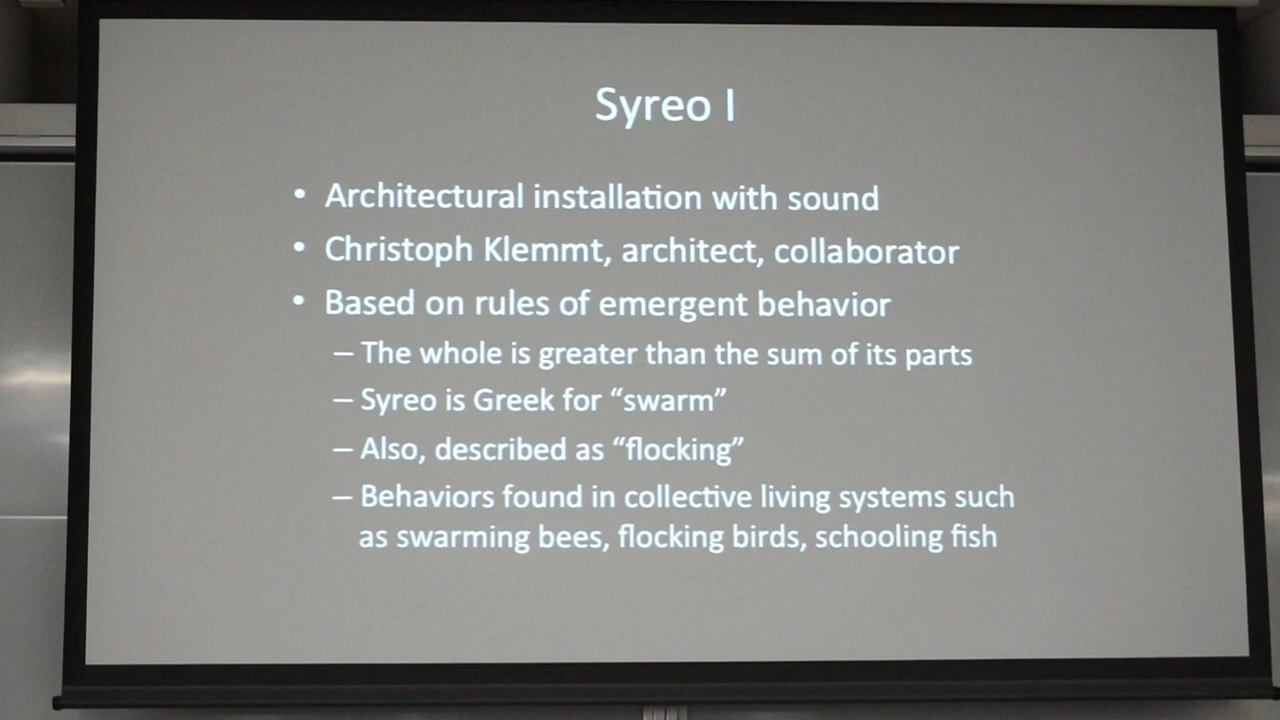 Syreo I
• Architectural installation with sound
• Christoph Klemmt, architect, collaborator
• Based on rules of emergent behavior
– The whole is greater than the sum of its parts
– Syreo is Greek for “swarm”
– Also, described as “flocking”
– Behaviors found in collective living systems such
as swarming bees, flocking birds, schooling fish